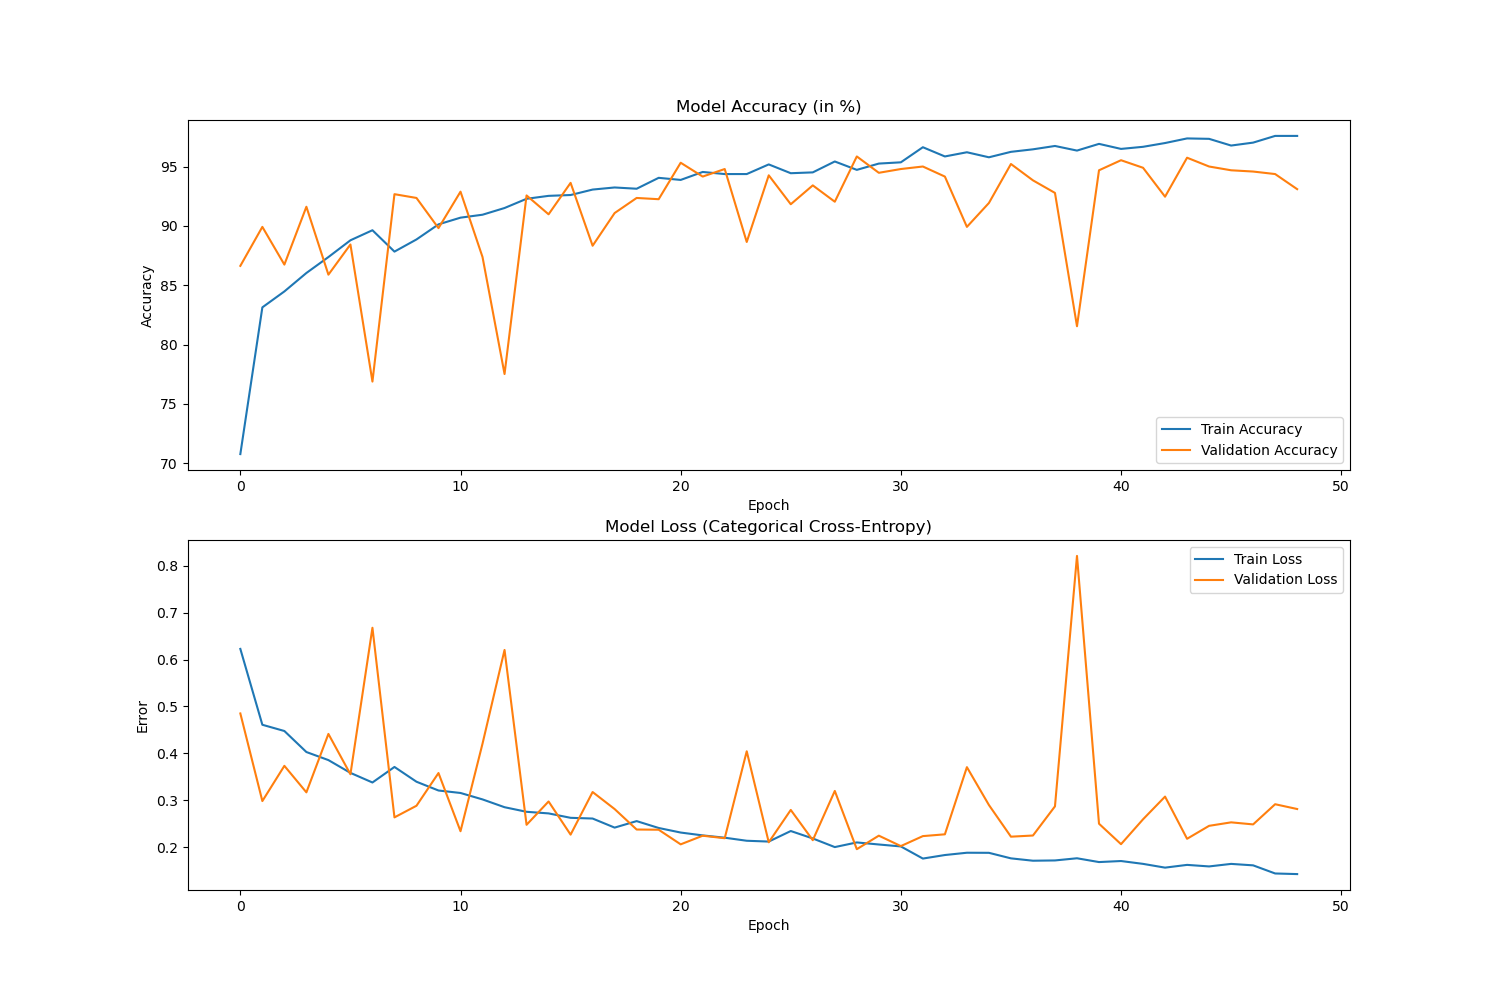 Model Accuracy (in %)
95
90
85
80
75
70
Accuracy
Train Accuracy
Validation Accuracy
0 10 20 30 40 50
Epoch
Model Loss (Categorical Cross-Entropy)
0.8
0.7
0.6
0.5
0.4
0.3
0.2
Error
Train Loss
Validation Loss
0 10 20 30 40 50
Epoch